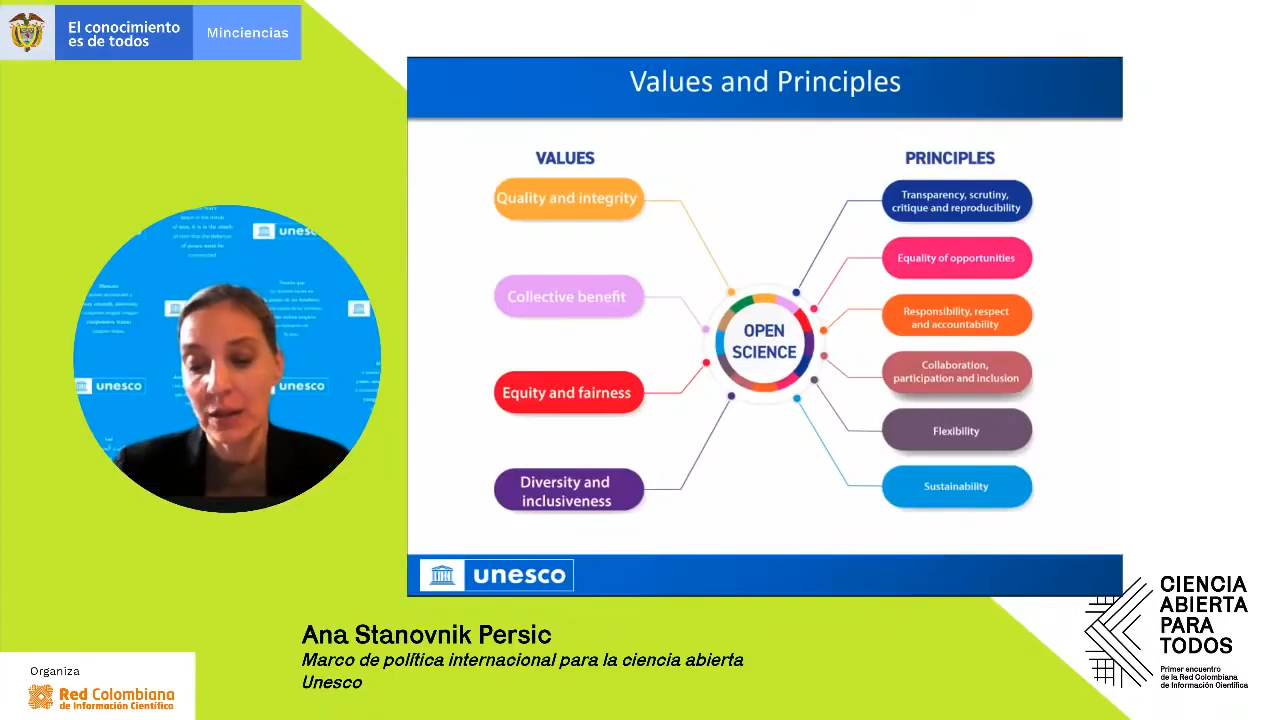 El conocimiento
es de todos
Minciencias
Values and Principles
VALUES
Quality and integrity
Collective benefit
Equity and fairness
Diversity and
inclusiveness
OPEN
SCIENCE
PRINCIPLES
Transparency, scrutiny,
critique and reproducibility
Equality of opportunities
Responsibility, respect
and accountability
Collaboration,
participation and inclusion
Flexibility
Sustainability
unesco
unesco
unesco
unesco
Ana Stanovnik Persic
Marco de política internacional para la ciencia abierta
Unesco
Organiza
Red Colombiana
de Información Científica
CIENCIA
ABIERTA
PARA
TODOS
Primer encuentro
de la Red Colombiana
de Información Científica